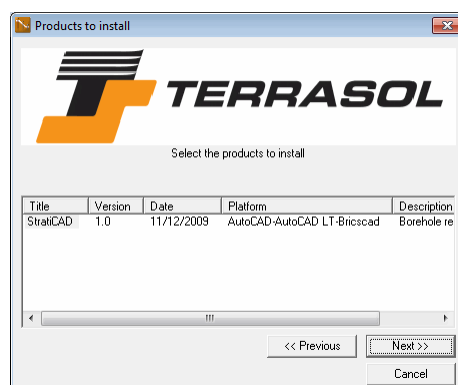 Products to install
TERRASOL
Select the products to install
Title Version Date Platform Description
StratiCAD 1.0 11/12/2009 AutoCAD-AutoCAD LT-Bricscad Borehole re
<< Previous Next >>
Cancel